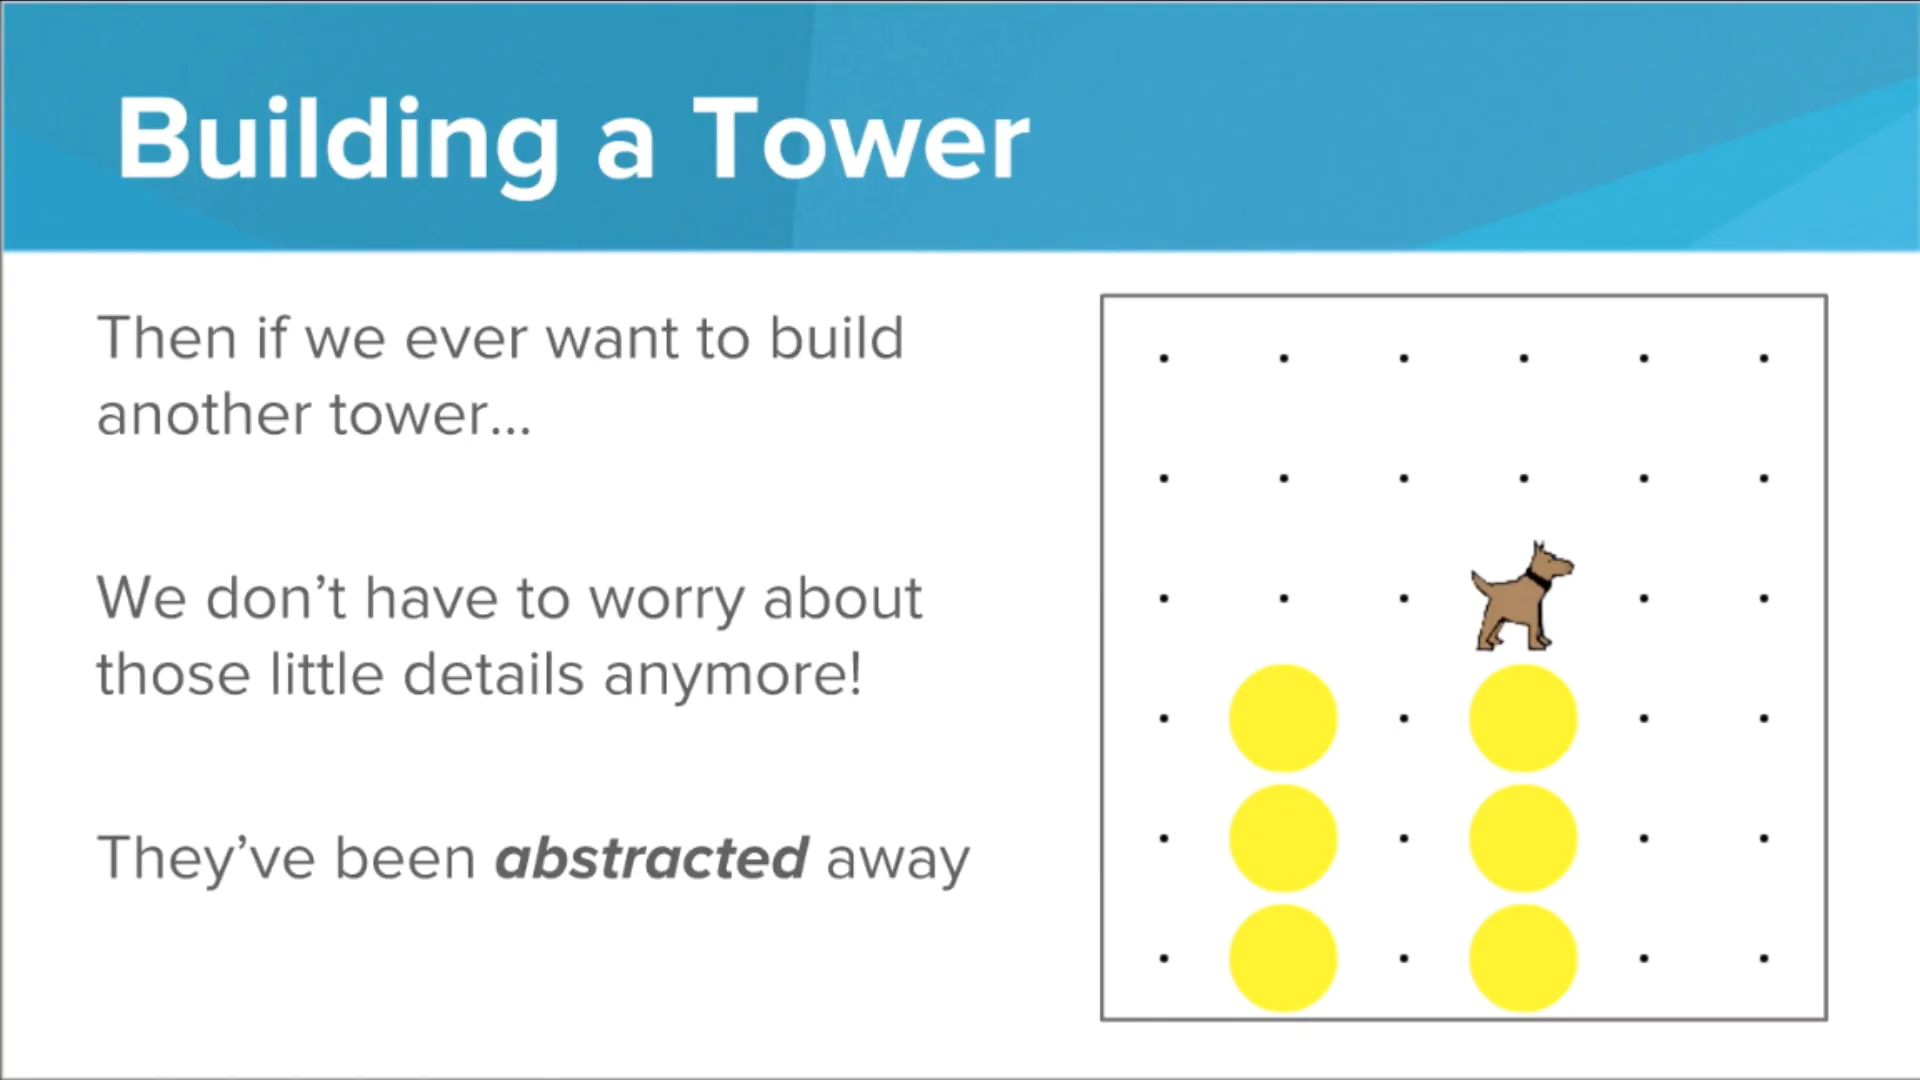 Building a Tower
Then if we ever want to build
another tower...
We don’t have to worry about
those little details anymore!
They’ve been abstracted away